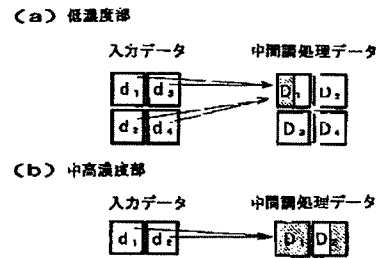 (a) 低濃度部
入力データ 中間調処理データ
d₁ d₃ D₁ D₂
d₂ d₄ D₃ D₄
(b) 中高濃度部
入力データ 中間調処理データ
d₁ d₂ D₁ D₂